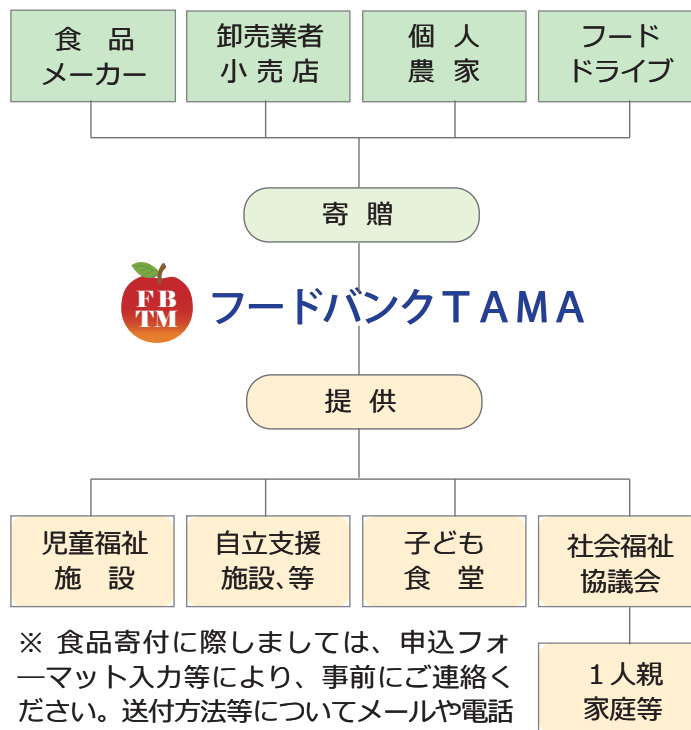 食 品
メーカー
卸売業者
小 売 店
個 人
農 家
フード
ドライブ
寄 贈
FB
TM
フードバンクTAMA
提 供
児童福祉
施 設
自立支援
施設、等
子ども
食 堂
社会福祉
協議会
※ 食品寄付に際しましては、申込フォ
―マット入力等により、事前にご連絡く
ださい。送付方法等についてメールや電話
1人親
家庭等